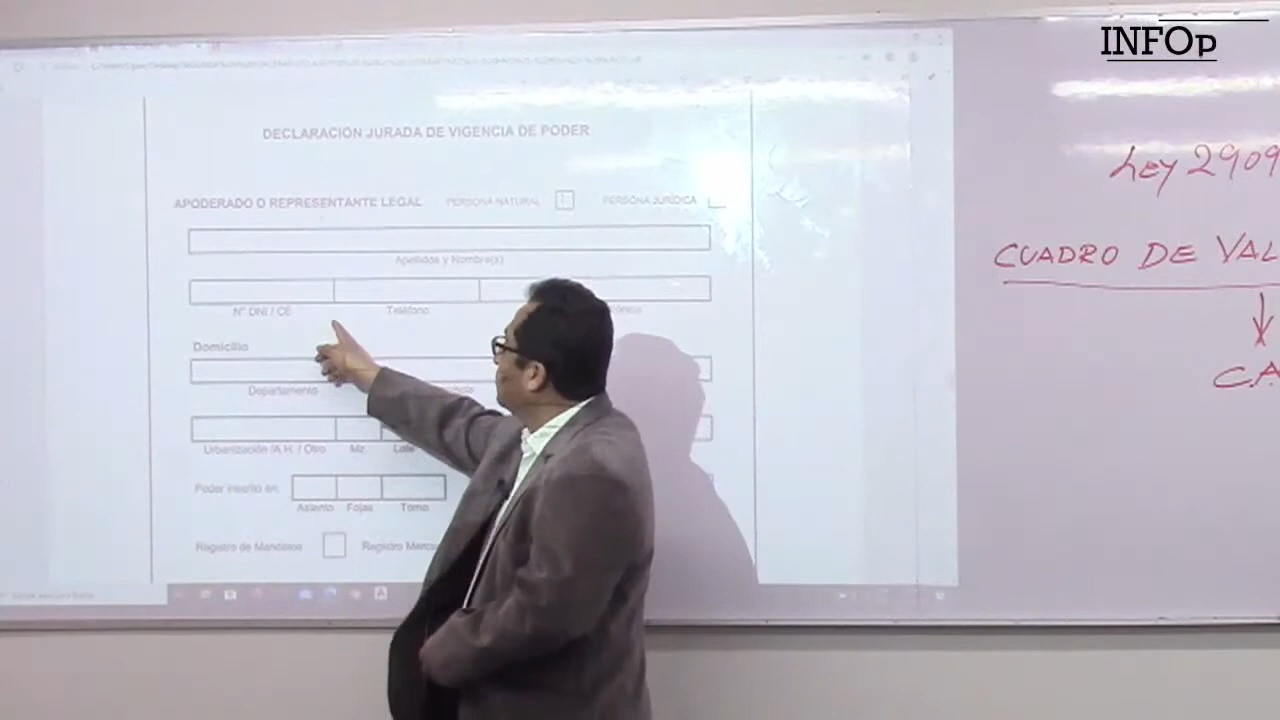 INFOp
DECLARACION JURADA DE VIGENCIA DE PODER
APODERADO O REPRESENTANTE LEGAL PERSONA NATURAL PERSONA JURÍDICA
Apellidos y Nombre(s)
N° DNI / CE Teléfono
Domicilio
Departamento
Urbanización /A.H. / Otro Mz. Lote
Poder inscrito en:
Asiento Fojas Tomo
Registro de Mandatos Registro Merca
Ley 2909
CUADRO DE VAL
C.A